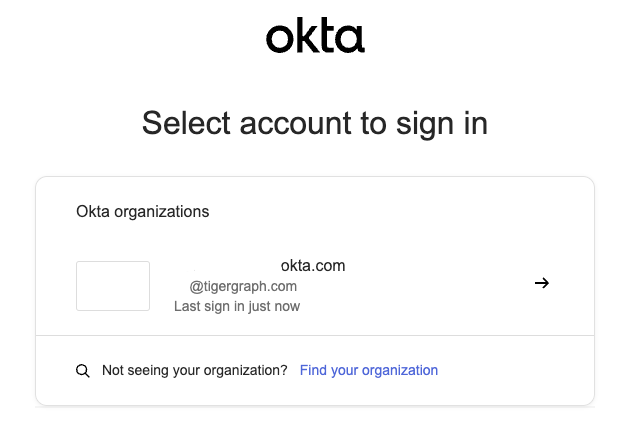 okta
Select account to sign in
Okta organizations
okta.com
@tigergraph.com
Last sign in just now
Not seeing your organization? Find your organization